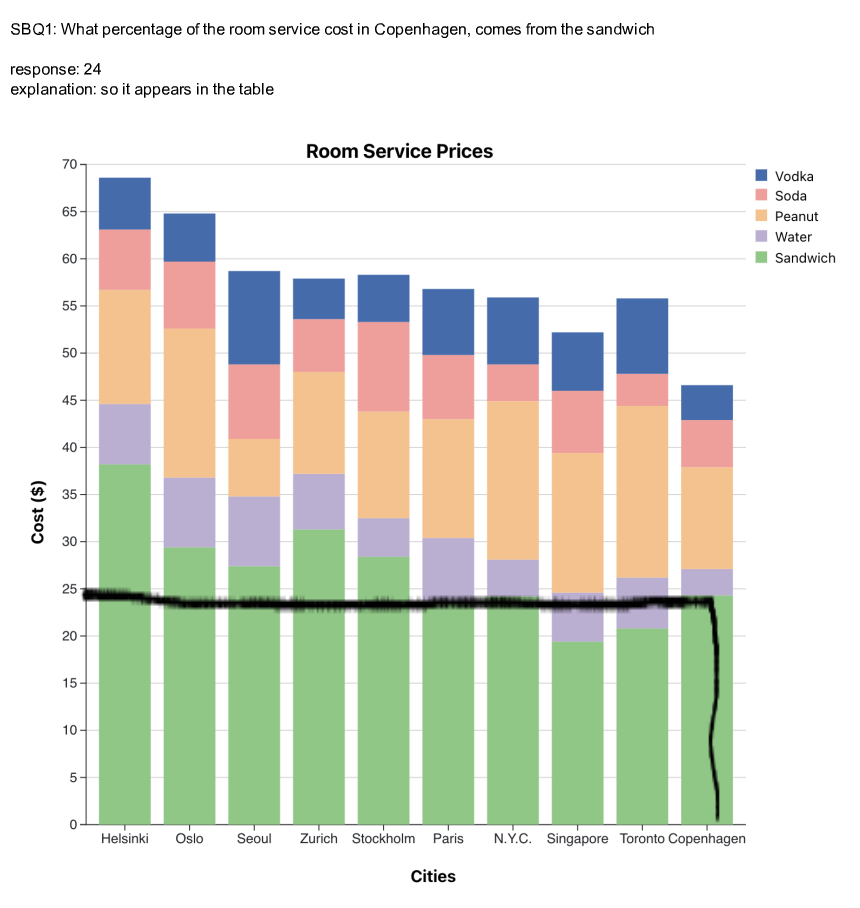 SBQ1: What percentage of the room service cost in Copenhagen, comes from the sandwich
response: 24
explanation: so it appears in the table
Room Service Prices
70
65
60
55
50
45
40
35
30
25
20
15
10
5
0
Cost ($)
Helsinki Oslo Seoul Zurich Stockholm Paris N.Y.C. Singapore Toronto Copenhagen
Cities
Vodka
Soda
Peanut
Water
Sandwich